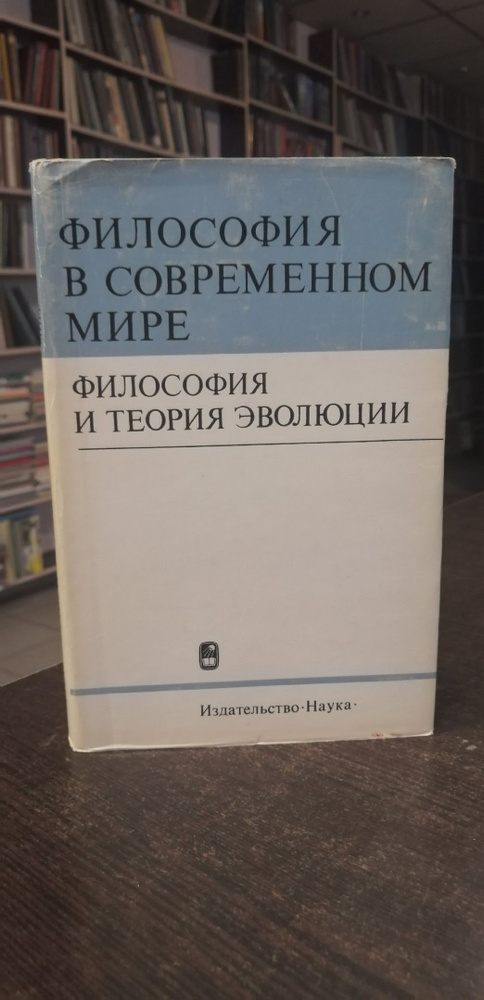 ФИЛОСОФИЯ
В СОВРЕМЕННОМ
МИРЕ
ФИЛОСОФИЯ
И ТЕОРИЯ ЭВОЛЮЦИИ
Издательство·Наука·